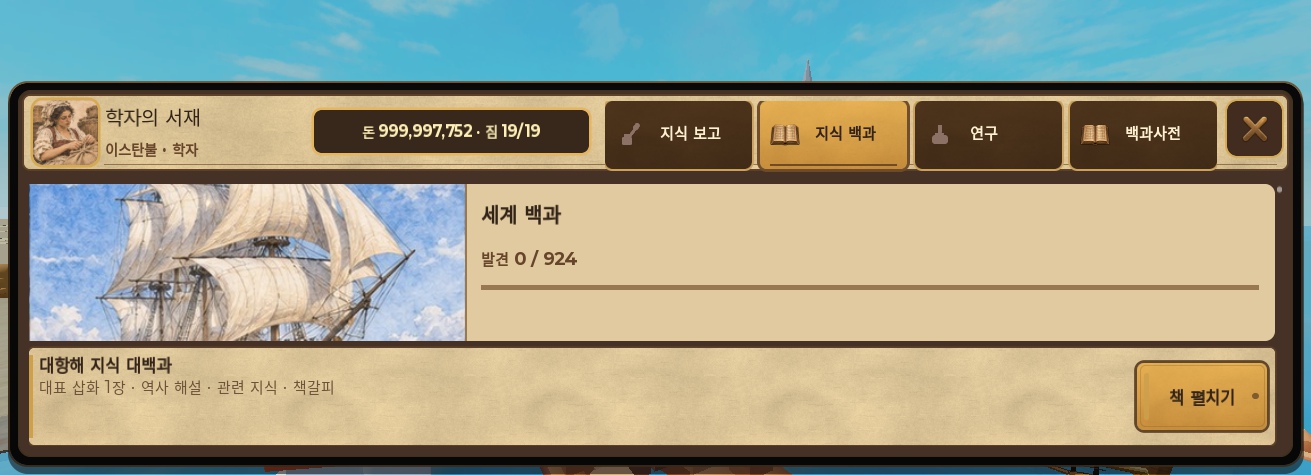 학자의 서재
이스탄불 • 학자
돈 999,997,752 · 짐 19/19
지식 보고
지식 백과
연구
백과사전
세계 백과
발견 0 / 924
대항해 지식 대백과
대표 삽화 1장 · 역사 해설 · 관련 지식 · 책갈피
책 펼치기